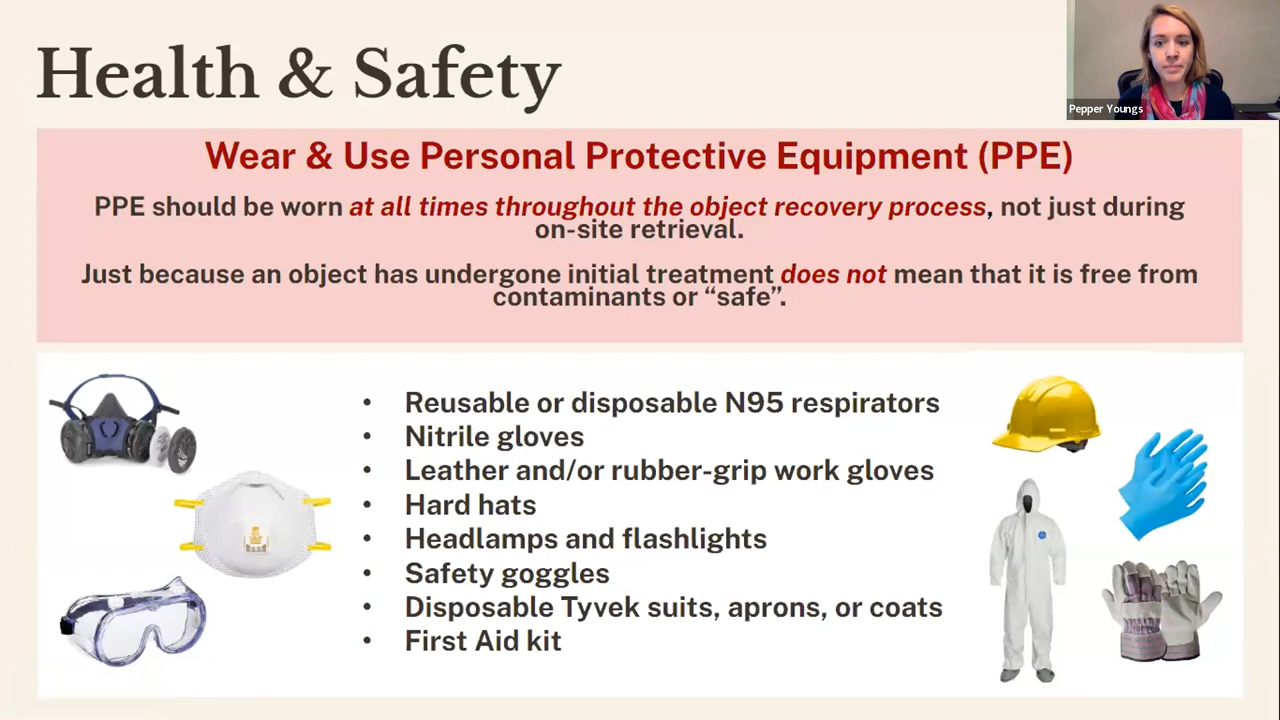 Health & Safety
Pepper Youngs
Wear & Use Personal Protective Equipment (PPE)
PPE should be worn at all times throughout the object recovery process, not just during
on-site retrieval.
Just because an object has undergone initial treatment does not mean that it is free from
contaminants or “safe”.
• Reusable or disposable N95 respirators
• Nitrile gloves
• Leather and/or rubber-grip work gloves
• Hard hats
• Headlamps and flashlights
• Safety goggles
• Disposable Tyvek suits, aprons, or coats
• First Aid kit